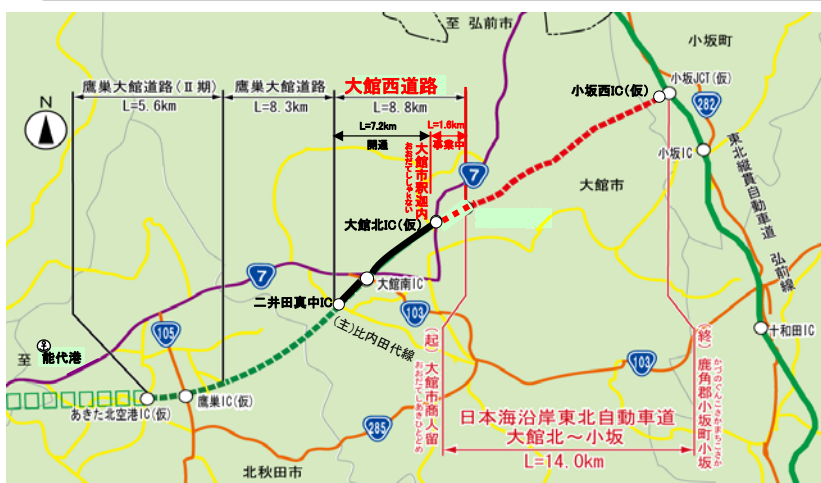 至 弘前市
小坂町
鷹巣大館道路(Ⅱ期)
L=5.6km
鷹巣大館道路
L=8.3km
大館西道路
L=8.8km
小坂JCT(仮)
小坂西IC(仮)
282
N
L=7.2km
開通
L=1.6km
事業中
大館市釈迦内
おおだてししゃかない
7
小坂IC
東北縦貫自動車道 弘前線
大館市
大館北IC(仮)
7
大館南IC
二井田真中IC
103
(主)比内田代線
105
十和田IC
至 能代港
103
(起)大館市商人留
おおだてしあきひとどめ
(終)鹿角郡小坂町小坂
かづのぐんこさかまちこさか
あきた北空港IC(仮)
鷹巣IC(仮)
285
日本海沿岸東北自動車道
大館北～小坂
L=14.0km
北秋田市